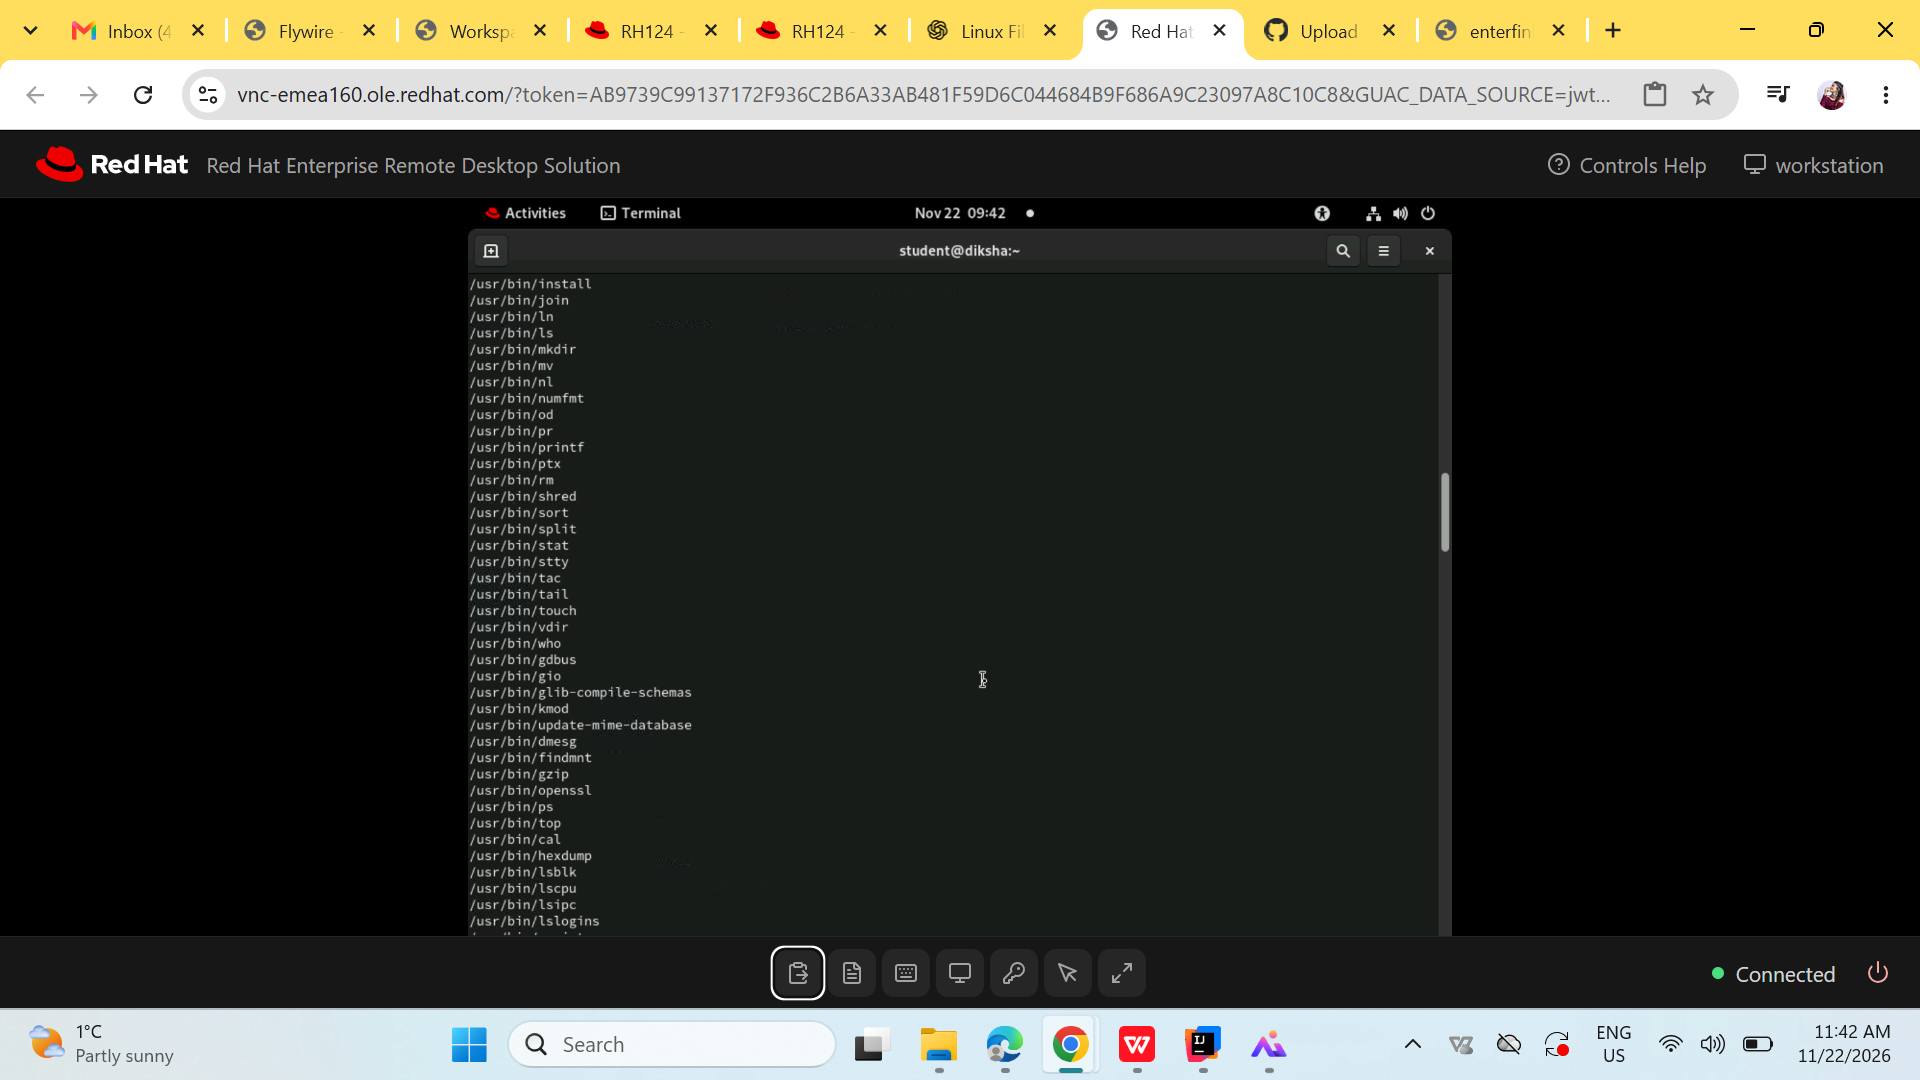 Inbox (4
Flywire -
Worksp
RH124 -
RH124 -
Linux Fi
Red Hat
Upload
enterfin
vnc-emea160.ole.redhat.com/?token=AB9739C99137172F936C2B6A33AB481F59D6C044684B9F686A9C23097A8C10C8&GUAC_DATA_SOURCE=jwt...
Red Hat
Red Hat Enterprise Remote Desktop Solution
Controls Help
workstation
Activities
Terminal
Nov 22 09:42
student@diksha:~
/usr/bin/install
/usr/bin/join
/usr/bin/ln
/usr/bin/ls
/usr/bin/mkdir
/usr/bin/mv
/usr/bin/nl
/usr/bin/numfmt
/usr/bin/od
/usr/bin/pr
/usr/bin/printf
/usr/bin/ptx
/usr/bin/rm
/usr/bin/shred
/usr/bin/sort
/usr/bin/split
/usr/bin/stat
/usr/bin/stty
/usr/bin/tac
/usr/bin/tail
/usr/bin/touch
/usr/bin/vdir
/usr/bin/who
/usr/bin/gdbus
/usr/bin/gio
/usr/bin/glib-compile-schemas
/usr/bin/kmod
/usr/bin/update-mime-database
/usr/bin/dmesg
/usr/bin/findmnt
/usr/bin/gzip
/usr/bin/openssl
/usr/bin/ps
/usr/bin/top
/usr/bin/cal
/usr/bin/hexdump
/usr/bin/lsblk
/usr/bin/lscpu
/usr/bin/lsipc
/usr/bin/lslogins
Connected
1°C
Partly sunny
Search
ENG
US
11:42 AM
11/22/2026